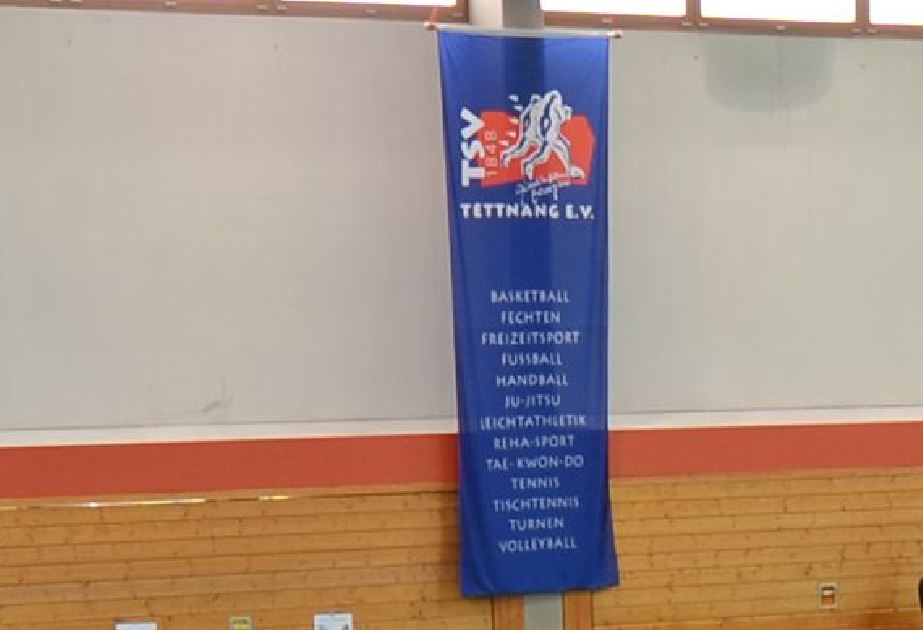 TSV
1848
TETTNANG E.V.
BASKETBALL
FECHTEN
FREIZEITSPORT
FUSSBALL
HANDBALL
JU-JITSU
LEICHTATHLETIK
REHA-SPORT
TAE-KWON-DO
TENNIS
TISCHTENNIS
TURNEN
VOLLEYBALL